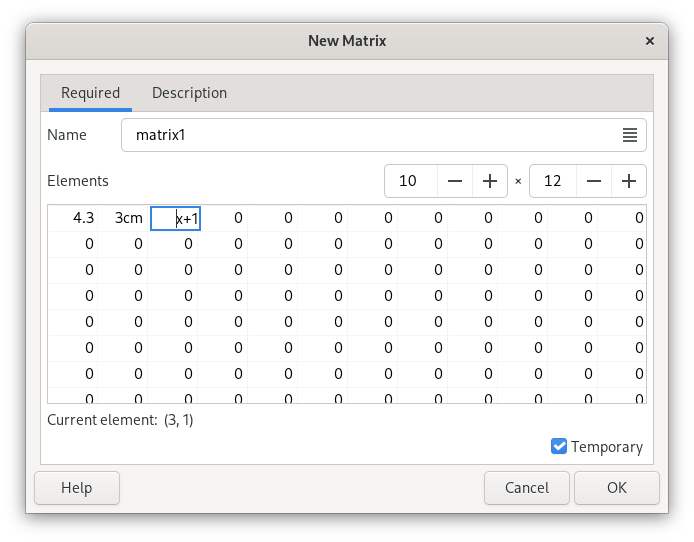 New Matrix ×
Required Description
Name matrix1
Elements 10 — + × 12 — +
4.3 3cm x+1 0 0 0 0 0 0 0 0 0
0 0 0 0 0 0 0 0 0 0 0 0
0 0 0 0 0 0 0 0 0 0 0 0
0 0 0 0 0 0 0 0 0 0 0 0
0 0 0 0 0 0 0 0 0 0 0 0
0 0 0 0 0 0 0 0 0 0 0 0
0 0 0 0 0 0 0 0 0 0 0 0
0 0 0 0 0 0 0 0 0 0 0 0
Current element: (3, 1)
Temporary
Help Cancel OK